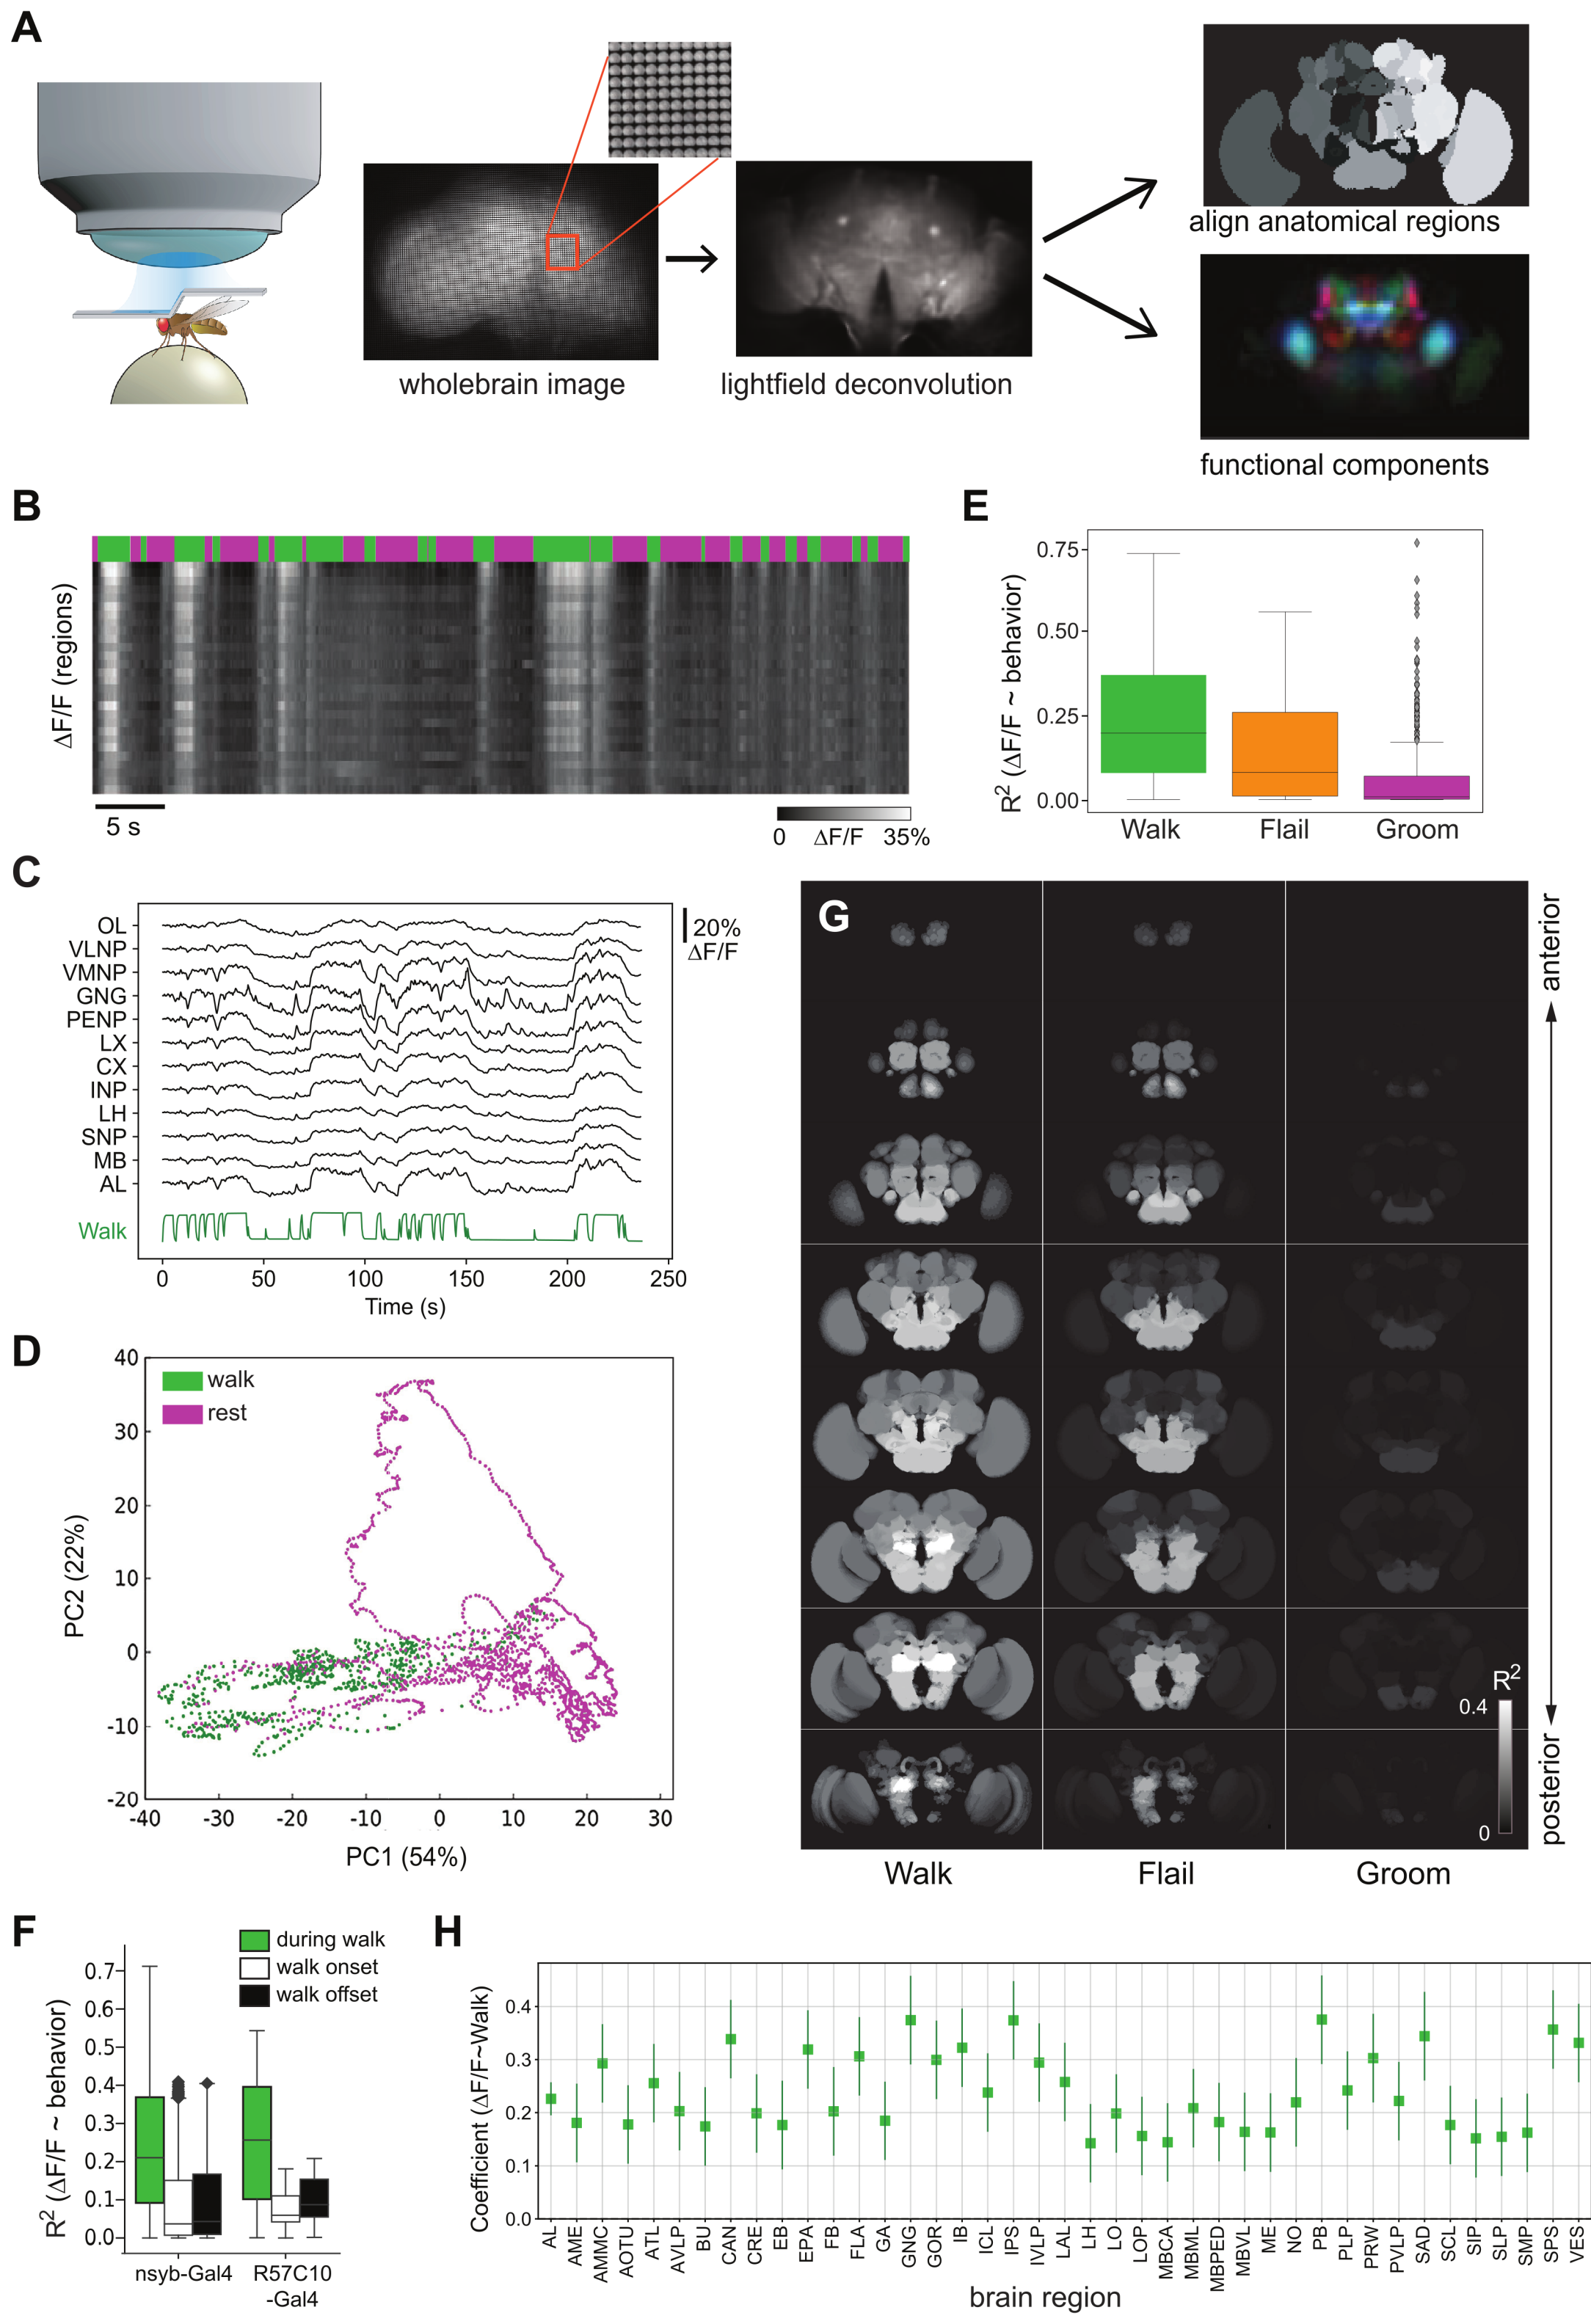 A
wholebrain image
lightfield deconvolution
align anatomical regions
functional components
B
ΔF/F (regions)
5 s
0 ΔF/F 35%
C
OL
VLNP
VMNP
GNG
PENP
LX
CX
INP
LH
SNP
MB
AL
Walk
20%
ΔF/F
0 50 100 150 200 250
Time (s)
D
walk
rest
PC2 (22%)
40
30
20
10
0
-10
-20
-40 -30 -20 -10 0 10 20 30
PC1 (54%)
E
R² (ΔF/F ~ behavior)
0.75
0.50
0.25
0.00
Walk Flail Groom
G
anterior
posterior
R²
0.4
0
Walk Flail Groom
F
during walk
walk onset
walk offset
R² (ΔF/F ~ behavior)
0.7
0.6
0.5
0.4
0.3
0.2
0.1
0.0
nsyb-Gal4
R57C10
-Gal4
H
Coefficient (ΔF/F~Walk)
0.4
0.3
0.2
0.1
0.0
AL AME AMMC AOTU ATL AVLP BU CAN CRE EB EPA FB FLA GA GNG GOR IB ICL IPS IVLP LAL LH LO LOP MBCA MBML MBPED MBVL ME NO PB PLP PRW PVLP SAD SCL SIP SLP SMP SPS VES
brain region